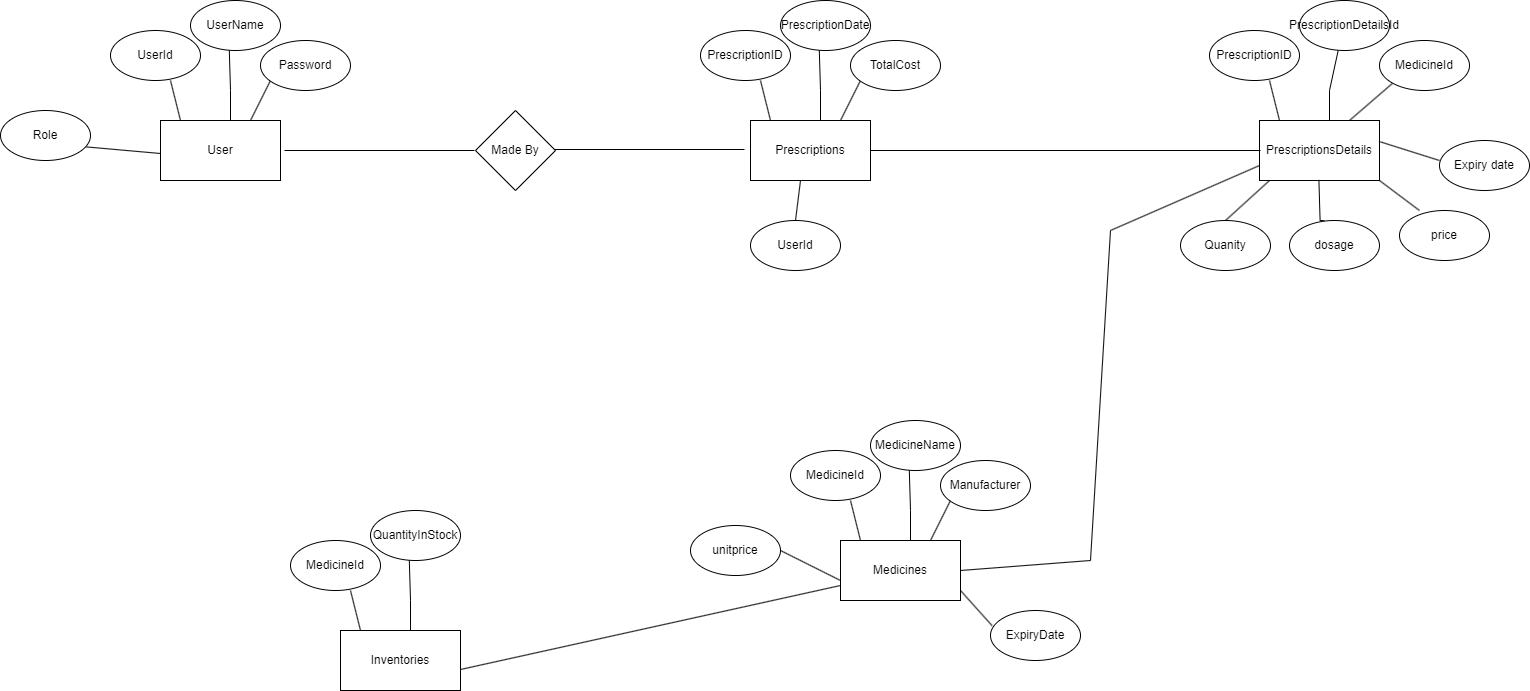 UserName
UserId
Password
Role
User
Made By
PrescriptionDate
PrescriptionID
TotalCost
Prescriptions
UserId
PrescriptionDetailsId
PrescriptionID
MedicineId
PrescriptionsDetails
Expiry date
Quanity
dosage
price
MedicineName
MedicineId
Manufacturer
unitprice
Medicines
ExpiryDate
QuantityInStock
MedicineId
Inventories